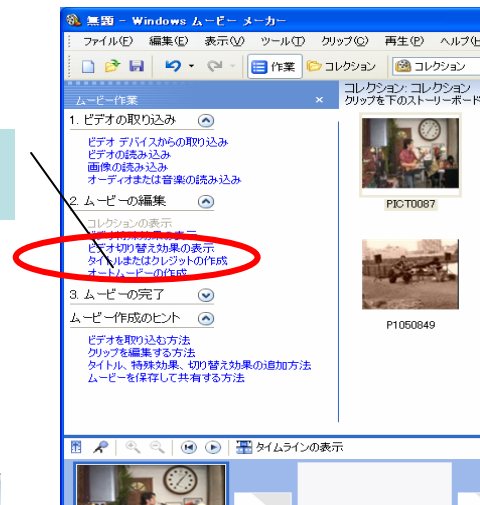 無題 - Windows ムービー メーカー
ファイル(F) 編集(E) 表示(V) ツール(T) クリップ(C) 再生(P) ヘルプ(H
作業 コレクション コレクション
ムービー作業 ×
コレクション: コレクション
クリップを下のストーリーボード
1. ビデオの取り込み
ビデオ デバイスからの取り込み
ビデオの読み込み
画像の読み込み
オーディオまたは音楽の読み込み
2. ムービーの編集
コレクションの表示
ビデオ特殊効果の表示
ビデオ切り替え効果の表示
タイトルまたはクレジットの作成
オートムービーの作成
3. ムービーの完了
ムービー作成のヒント
ビデオを取り込む方法
クリップを編集する方法
タイトル、特殊効果、切り替え効果の追加方法
ムービーを保存して共有する方法
PICT0087
P1050849
タイムラインの表示